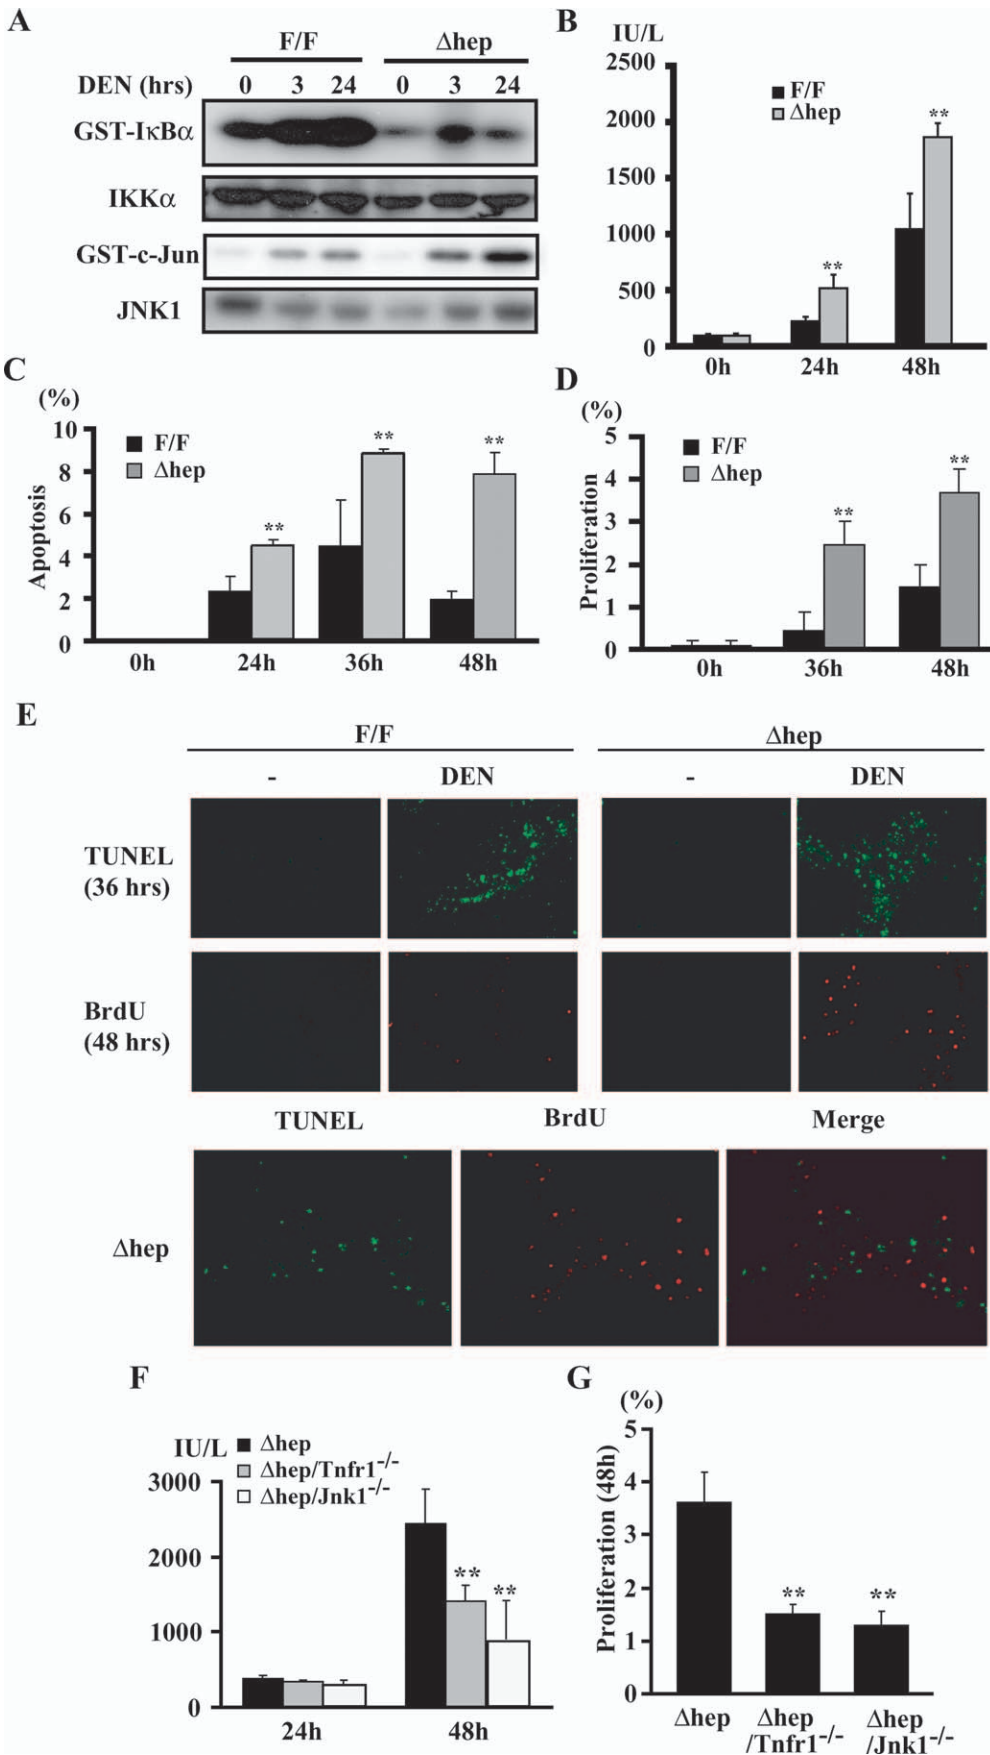 A
F/F Δhep
DEN (hrs) 0 3 24 0 3 24
GST-IκBα
IKKα
GST-c-Jun
JNK1
B
IU/L
2500
2000
1500
1000
500
0
F/F
Δhep
**
**
0h 24h 48h
C
(%)
10
8
6
4
2
0
Apoptosis
F/F
Δhep
**
**
**
0h 24h 36h 48h
D
(%)
5
4
3
2
1
0
Proliferation
F/F
Δhep
**
**
0h 36h 48h
E
F/F Δhep
- DEN - DEN
TUNEL
(36 hrs)
BrdU
(48 hrs)
TUNEL BrdU Merge
Δhep
F
IU/L
3000
2000
1000
0
Δhep
Δhep/Tnfr1-/-
Δhep/Jnk1-/-
** **
24h 48h
G
(%)
5
4
3
2
1
0
Proliferation (48h)
** **
Δhep Δhep Δhep
/Tnfr1-/- /Jnk1-/-